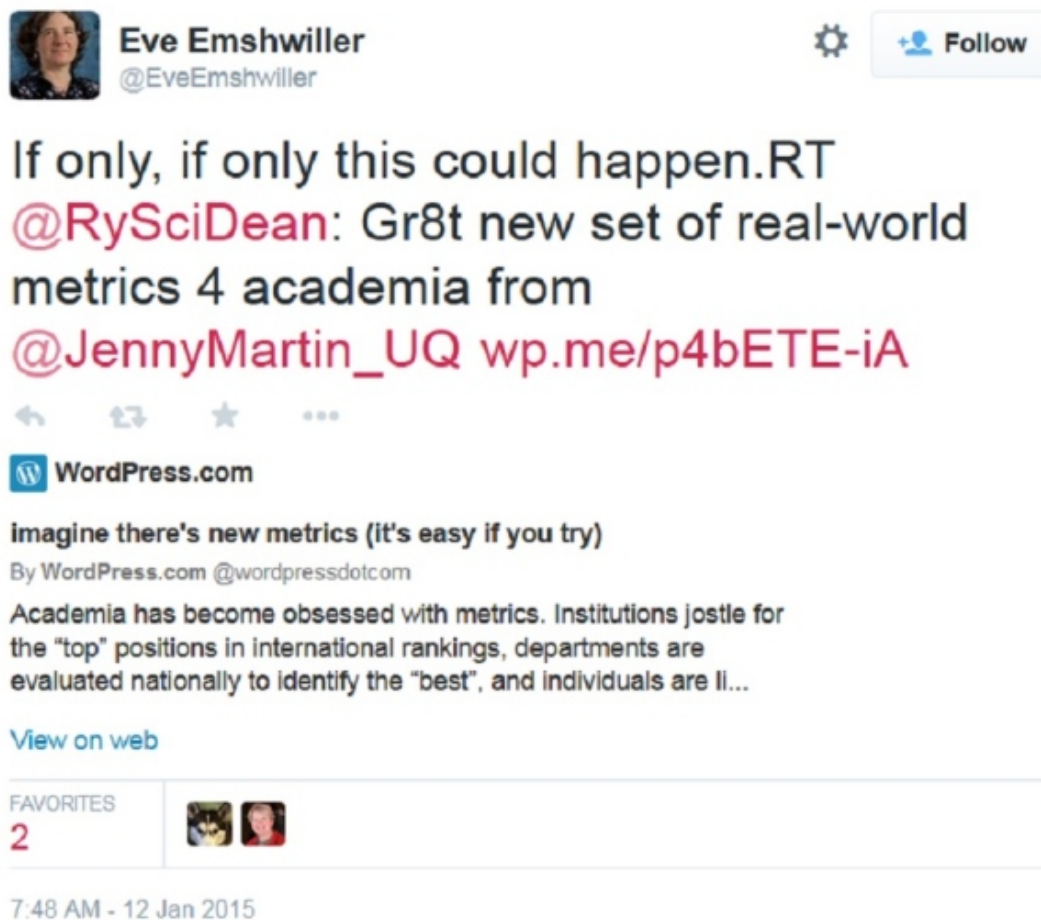 Eve Emshwiller
@EveEmshwiller
Follow
If only, if only this could happen.RT
@RySciDean: Gr8t new set of real-world
metrics 4 academia from
@JennyMartin_UQ wp.me/p4bETE-iA
WordPress.com
imagine there's new metrics (it's easy if you try)
By WordPress.com @wordpressdotcom
Academia has become obsessed with metrics. Institutions jostle for
the "top" positions in international rankings, departments are
evaluated nationally to identify the "best", and individuals are li...
View on web
FAVORITES
2
7:48 AM - 12 Jan 2015